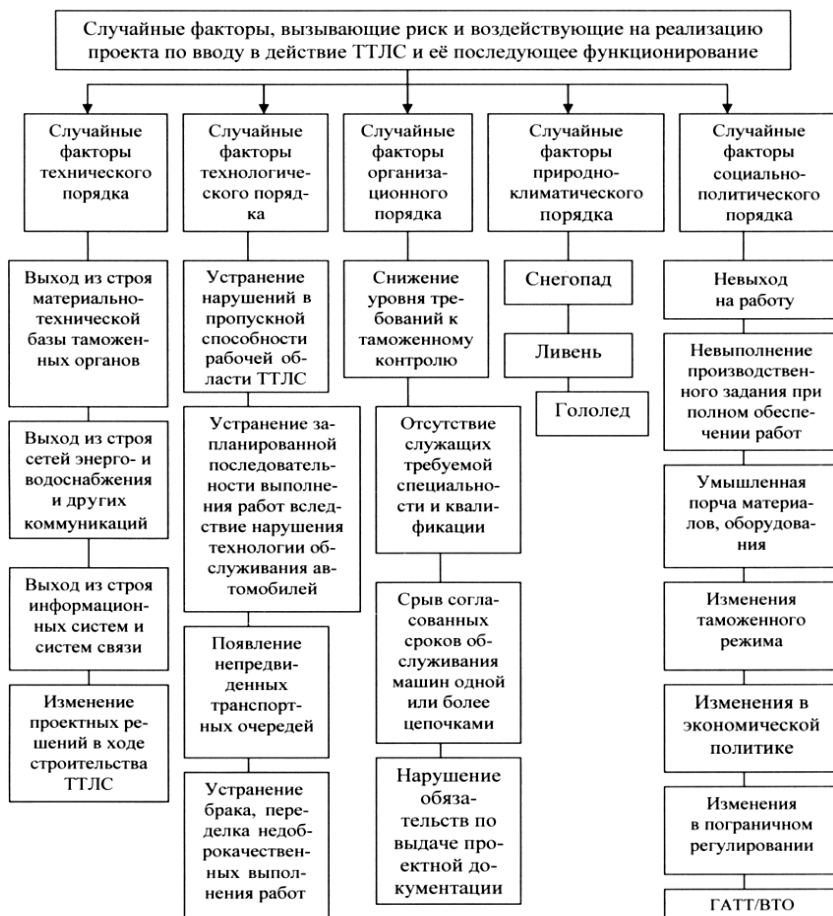 Случайные факторы, вызывающие риск и воздействующие на реализацию
проекта по вводу в действие ТТЛС и её последующее функционирование
Случайные
факторы
технического
порядка
Выход из строя
материально-
технической
базы таможен-
ных органов
Выход из строя
сетей энерго- и
водоснабжения
и других
коммуникаций
Выход из строя
информацион-
ных систем и
систем связи
Изменение
проектных ре-
шений в ходе
строительства
ТТЛС
Случайные
факторы
технологиче-
ского поряд-
ка
Устранение
нарушений в
пропускной
способности
рабочей об-
ласти ТТЛС
Устранение за-
планированной
последователь-
ности выполне-
ния работ вслед-
ствие нарушения
технологии об-
служивания ав-
томобилей
Появление
непредви-
денных
транспорт-
ных очередей
Устранение
брака, пере-
делка недоб-
рокачествен-
ных выпол-
нения работ
Случайные
факторы
организа-
ционного
порядка
Снижение
уровня тре-
бований к
таможенному
контролю
Отсутствие
служащих
требуемой
специально-
сти и квали-
фикации
Срыв согла-
сованных
сроков об-
служивания
машин одной
или более
цепочками
Нарушение
обяза-
тельств по
выдаче про-
ектной до-
кументации
Случайные
факторы
природно-
климатического
порядка
Снегопад
Ливень
Гололед
Случайные
факторы
социально-
политического
порядка
Невыход
на работу
Невыполнение
производствен-
ного задания при
полном обеспе-
чении работ
Умышленная
порча материа-
лов, оборудова-
ния
Изменения
таможенного
режима
Изменения в
экономической
политике
Изменения
в пограничном
регулировании
ГАТТ/ВТО